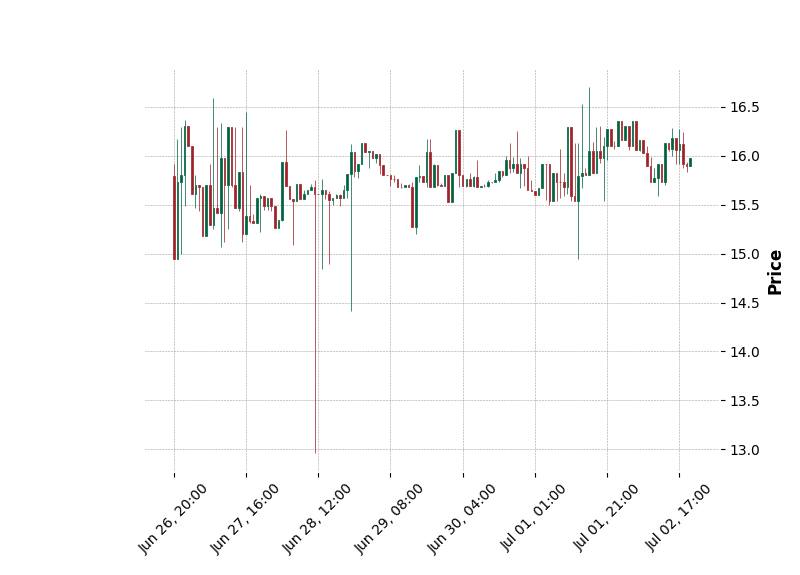 16.5
16.0
15.5
15.0
14.5
14.0
13.5
13.0
Price
Jun 26, 20:00
Jun 27, 16:00
Jun 28, 12:00
Jun 29, 08:00
Jun 30, 04:00
Jul 01, 01:00
Jul 01, 21:00
Jul 02, 17:00